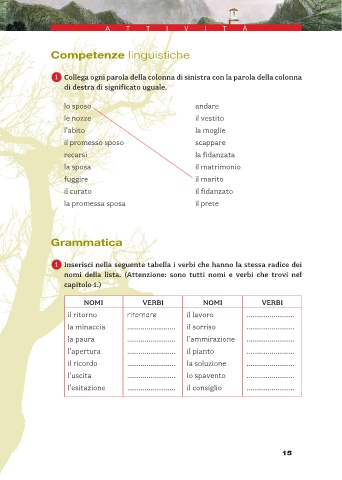 A T T I V I T À
Competenze linguistiche
1 Collega ogni parola della colonna di sinistra con la parola della colonna
di destra di significato uguale.
lo sposo andare
le nozze il vestito
l'abito la moglie
il promesso sposo scappare
recarsi la fidanzata
la sposa il matrimonio
fuggire il marito
il curato il fidanzato
la promessa sposa il prete
Grammatica
1 Inserisci nella seguente tabella i verbi che hanno la stessa radice dei
nomi della lista. (Attenzione: sono tutti nomi e verbi che trovi nel
capitolo 1.)
NOMI VERBI NOMI VERBI
il ritorno ritornare il lavoro ........................
la minaccia ........................ il sorriso ........................
la paura ........................ l'ammirazione ........................
l'apertura ........................ il pianto ........................
il ricordo ........................ la soluzione ........................
l'uscita ........................ lo spavento ........................
l'esitazione ........................ il consiglio ........................
15